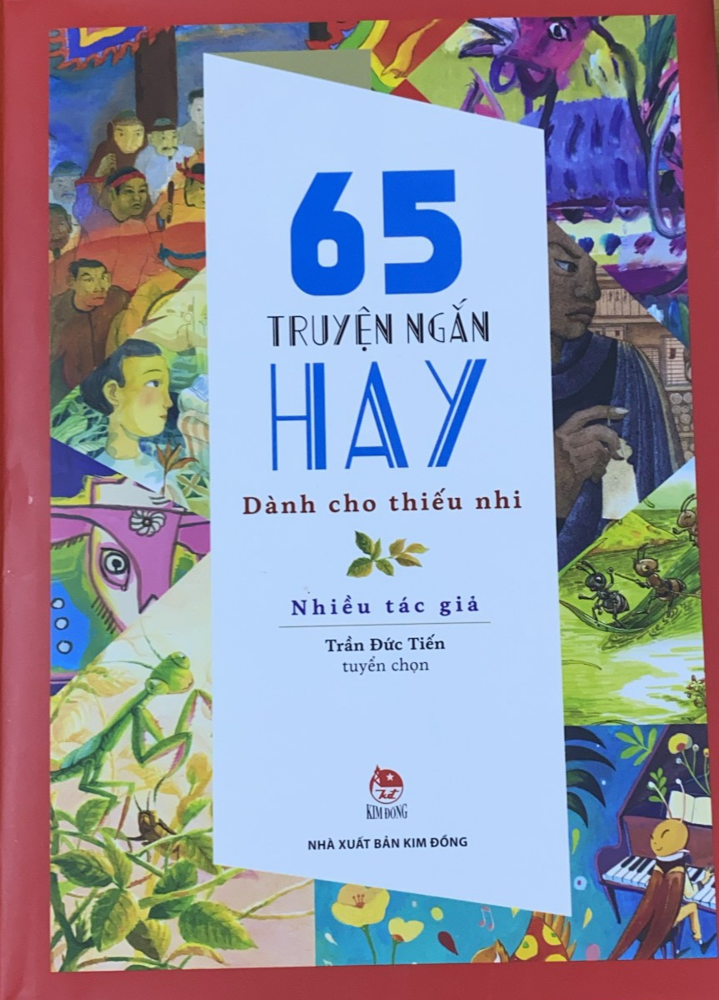 65
TRUYỆN NGẮN
HAY
Dành cho thiếu nhi
Nhiều tác giả
Trần Đức Tiến
tuyển chọn
kđ
KIM ĐỒNG
NHÀ XUẤT BẢN KIM ĐỒNG